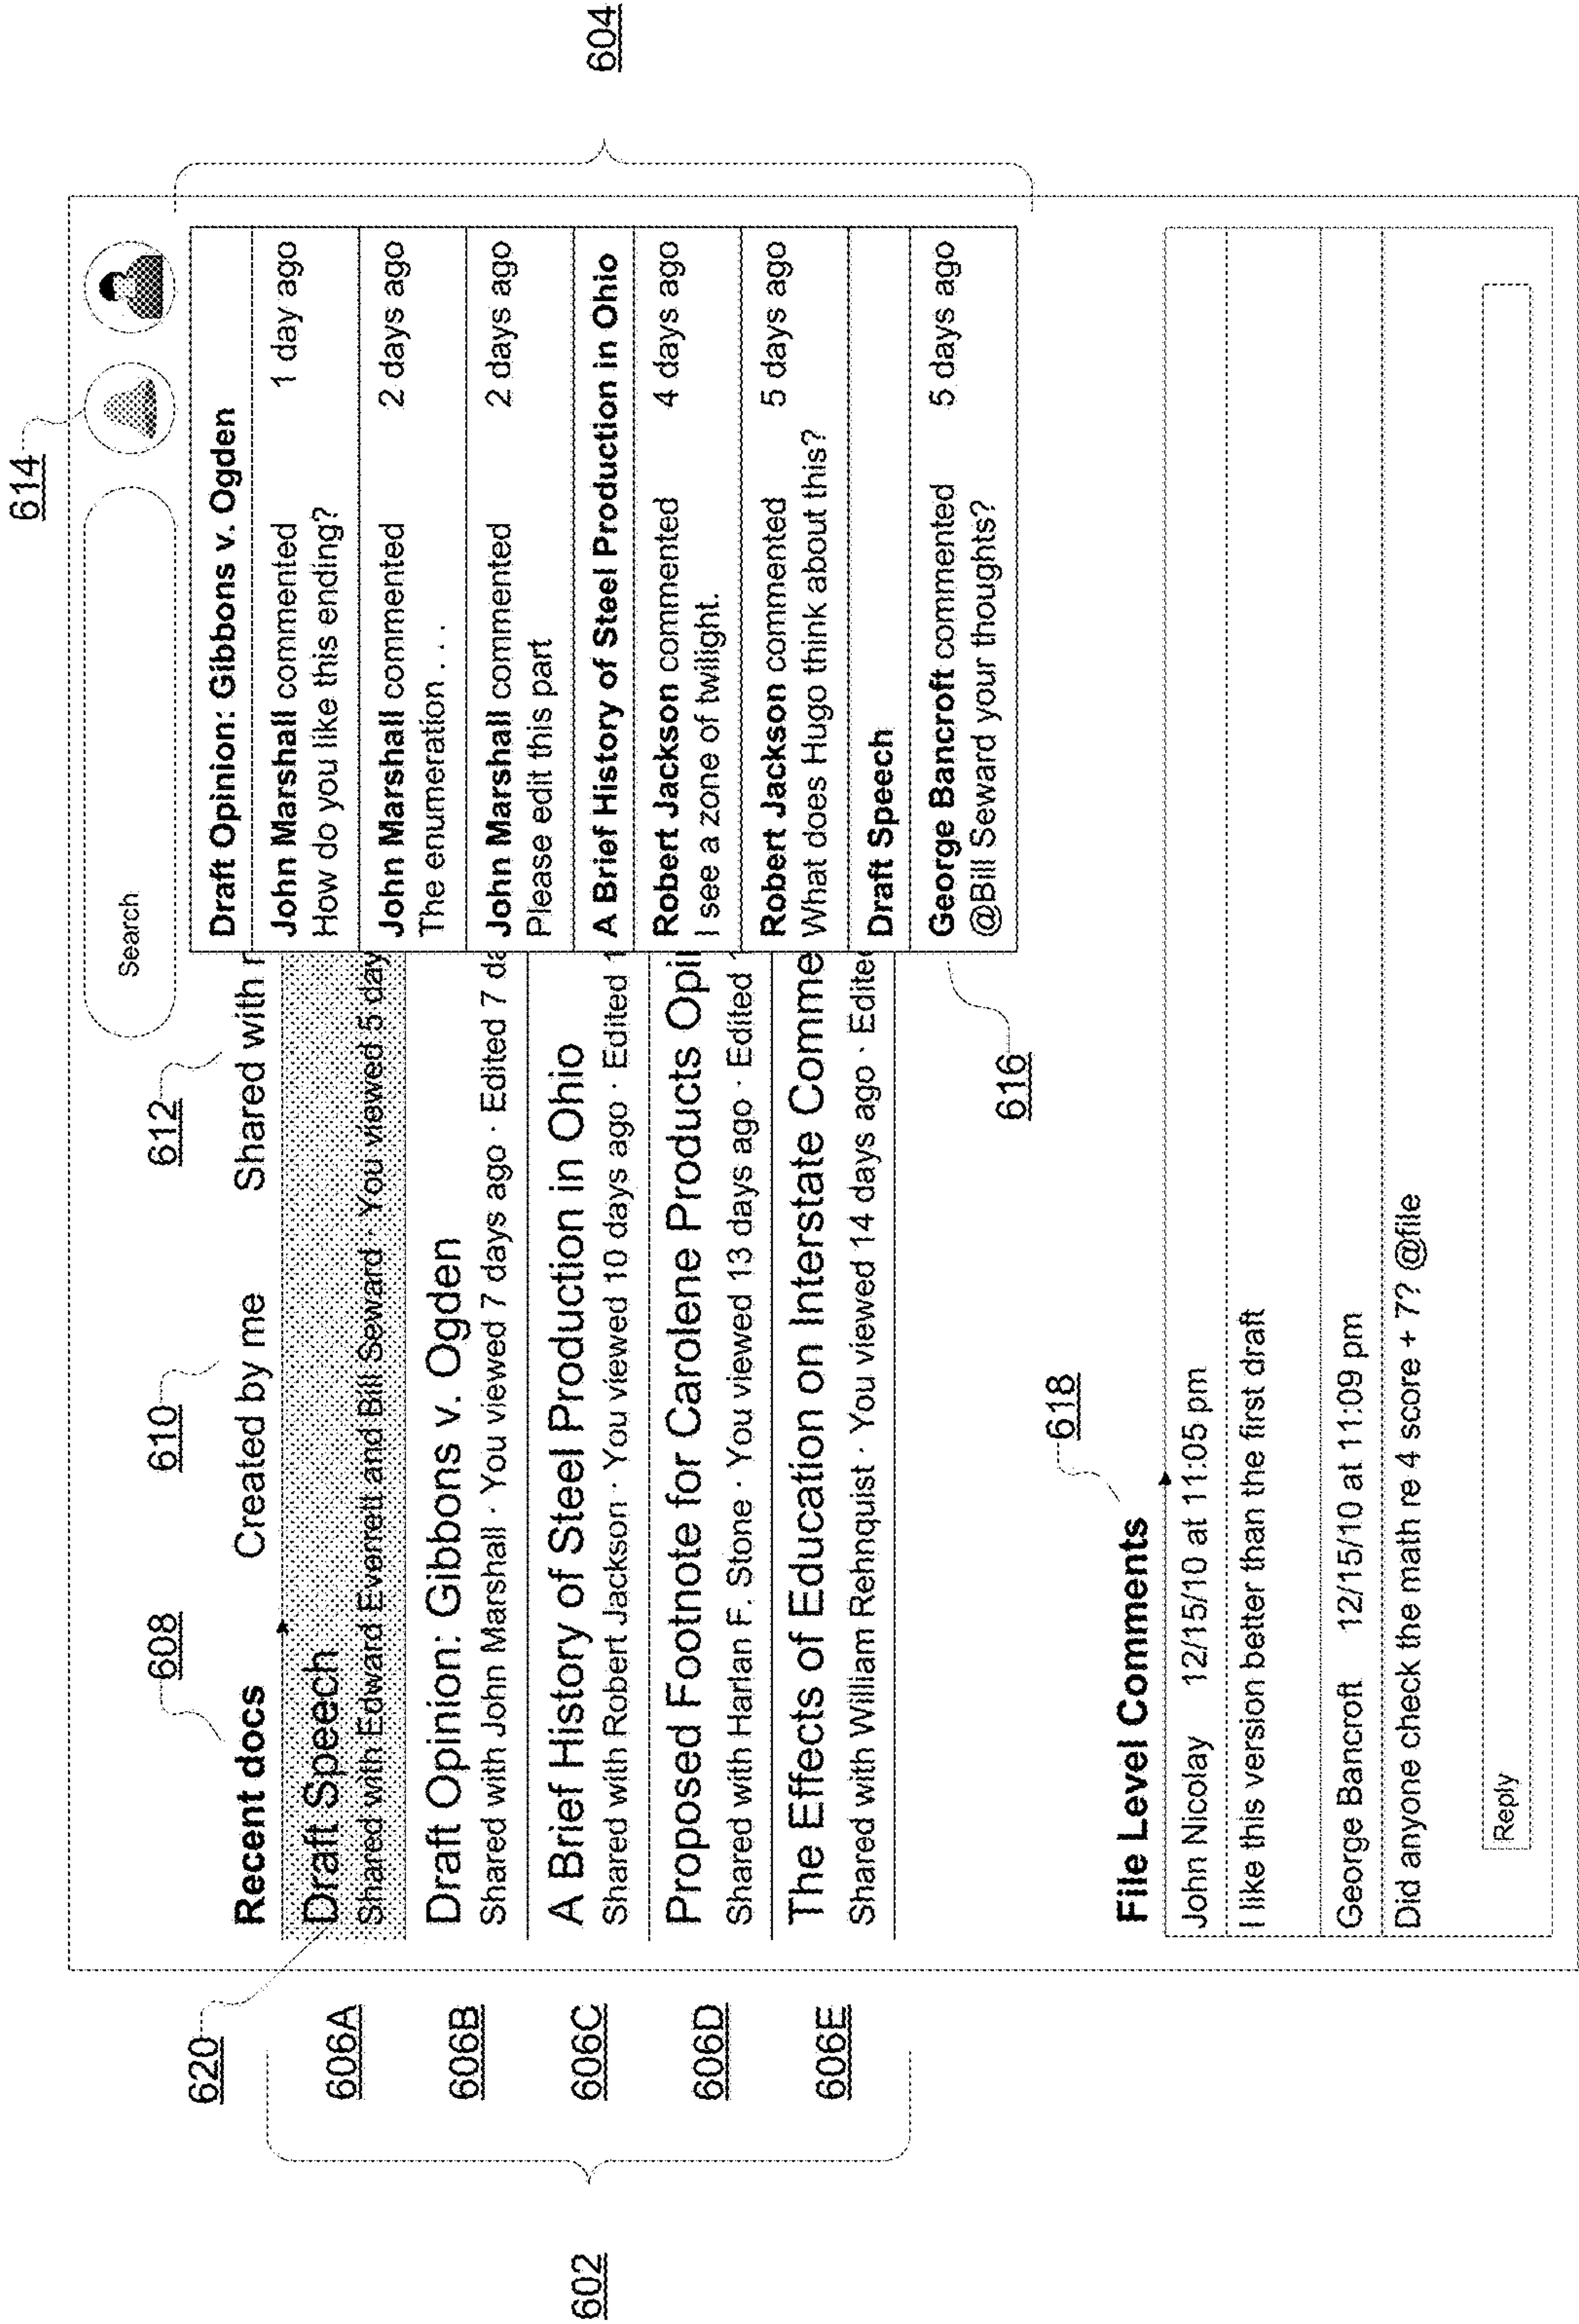 614
Search
608
610
612
Recent docs
Created by me
Shared with
620
606A
Draft Speech
Shared with Edward Everett and Bill Seward · You viewed 5 day
606B
Draft Opinion: Gibbons v. Ogden
Shared with John Marshall · You viewed 7 days ago · Edited 7 da
606C
A Brief History of Steel Production in Ohio
Shared with Robert Jackson · You viewed 10 days ago · Edited 1
606D
Proposed Footnote for Carolene Products Opi
Shared with Harlan F. Stone · You viewed 13 days ago · Edited
606E
The Effects of Education on Interstate Comme
Shared with William Rehnquist · You viewed 14 days ago · Edited
602
Draft Opinion: Gibbons v. Ogden
John Marshall commented 1 day ago
How do you like this ending?
John Marshall commented 2 days ago
The enumeration . . .
John Marshall commented 2 days ago
Please edit this part
A Brief History of Steel Production in Ohio
Robert Jackson commented 4 days ago
I see a zone of twilight.
Robert Jackson commented 5 days ago
What does Hugo think about this?
Draft Speech
George Bancroft commented 5 days ago
@Bill Seward your thoughts?
604
616
618
File Level Comments
John Nicolay 12/15/10 at 11:05 pm
I like this version better than the first draft
George Bancroft 12/15/10 at 11:09 pm
Did anyone check the math re 4 score + 7? @file
Reply